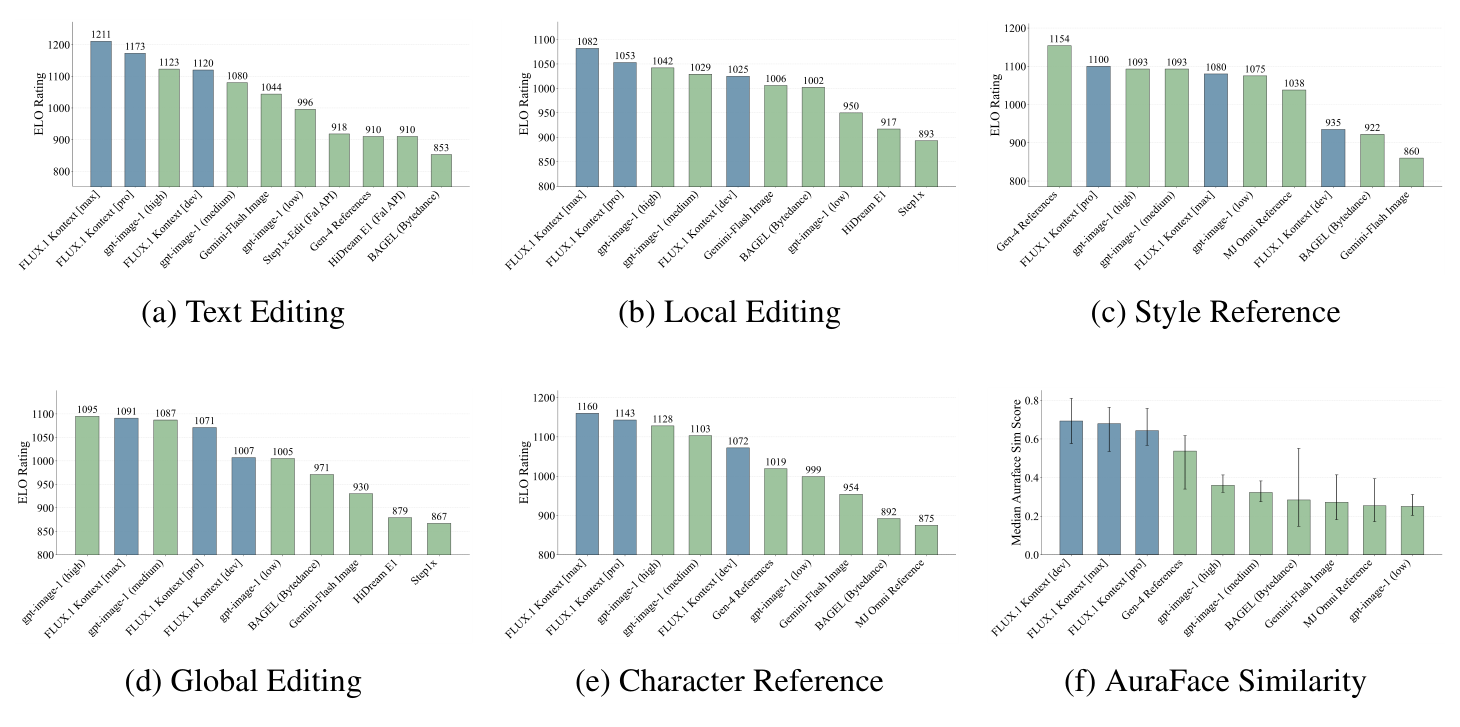 ELO Rating
1200
1100
1000
900
800
1211
1173
1123
1120
1080
1044
996
918
910
910
853
FLUX.1 Kontext [max]
FLUX.1 Kontext [pro]
gpt-image-1 (high)
FLUX.1 Kontext [dev]
gpt-image-1 (medium)
Gemini-Flash Image
gpt-image-1 (low)
Step1x-Edit (Fal API)
Gen-4 References
HiDream E1 (Fal API)
BAGEL (Bytedance)
(a) Text Editing
ELO Rating
1100
1050
1000
950
900
850
800
1082
1053
1042
1029
1025
1006
1002
950
917
893
FLUX.1 Kontext [max]
FLUX.1 Kontext [pro]
gpt-image-1 (high)
gpt-image-1 (medium)
FLUX.1 Kontext [dev]
Gemini-Flash Image
BAGEL (Bytedance)
gpt-image-1 (low)
HiDream E1
Step1x
(b) Local Editing
ELO Rating
1200
1100
1000
900
800
1154
1100
1093
1093
1080
1075
1038
935
922
860
Gen-4 References
FLUX.1 Kontext [pro]
gpt-image-1 (high)
gpt-image-1 (medium)
FLUX.1 Kontext [max]
gpt-image-1 (low)
MJ Omni Reference
FLUX.1 Kontext [dev]
BAGEL (Bytedance)
Gemini-Flash Image
(c) Style Reference
ELO Rating
1100
1050
1000
950
900
850
800
1095
1091
1087
1071
1007
1005
971
930
879
867
gpt-image-1 (high)
FLUX.1 Kontext [max]
gpt-image-1 (medium)
FLUX.1 Kontext [pro]
FLUX.1 Kontext [dev]
gpt-image-1 (low)
BAGEL (Bytedance)
Gemini-Flash Image
HiDream E1
Step1x
(d) Global Editing
ELO Rating
1200
1100
1000
900
800
1160
1143
1128
1103
1072
1019
999
954
892
875
FLUX.1 Kontext [max]
FLUX.1 Kontext [pro]
gpt-image-1 (high)
gpt-image-1 (medium)
FLUX.1 Kontext [dev]
Gen-4 References
gpt-image-1 (low)
Gemini-Flash Image
BAGEL (Bytedance)
MJ Omni Reference
(e) Character Reference
Median Auraface Sim Score
0.8
0.6
0.4
0.2
0.0
FLUX.1 Kontext [dev]
FLUX.1 Kontext [max]
FLUX.1 Kontext [pro]
Gen-4 References
gpt-image-1 (high)
gpt-image-1 (medium)
BAGEL (Bytedance)
Gemini-Flash Image
MJ Omni Reference
gpt-image-1 (low)
(f) AuraFace Similarity